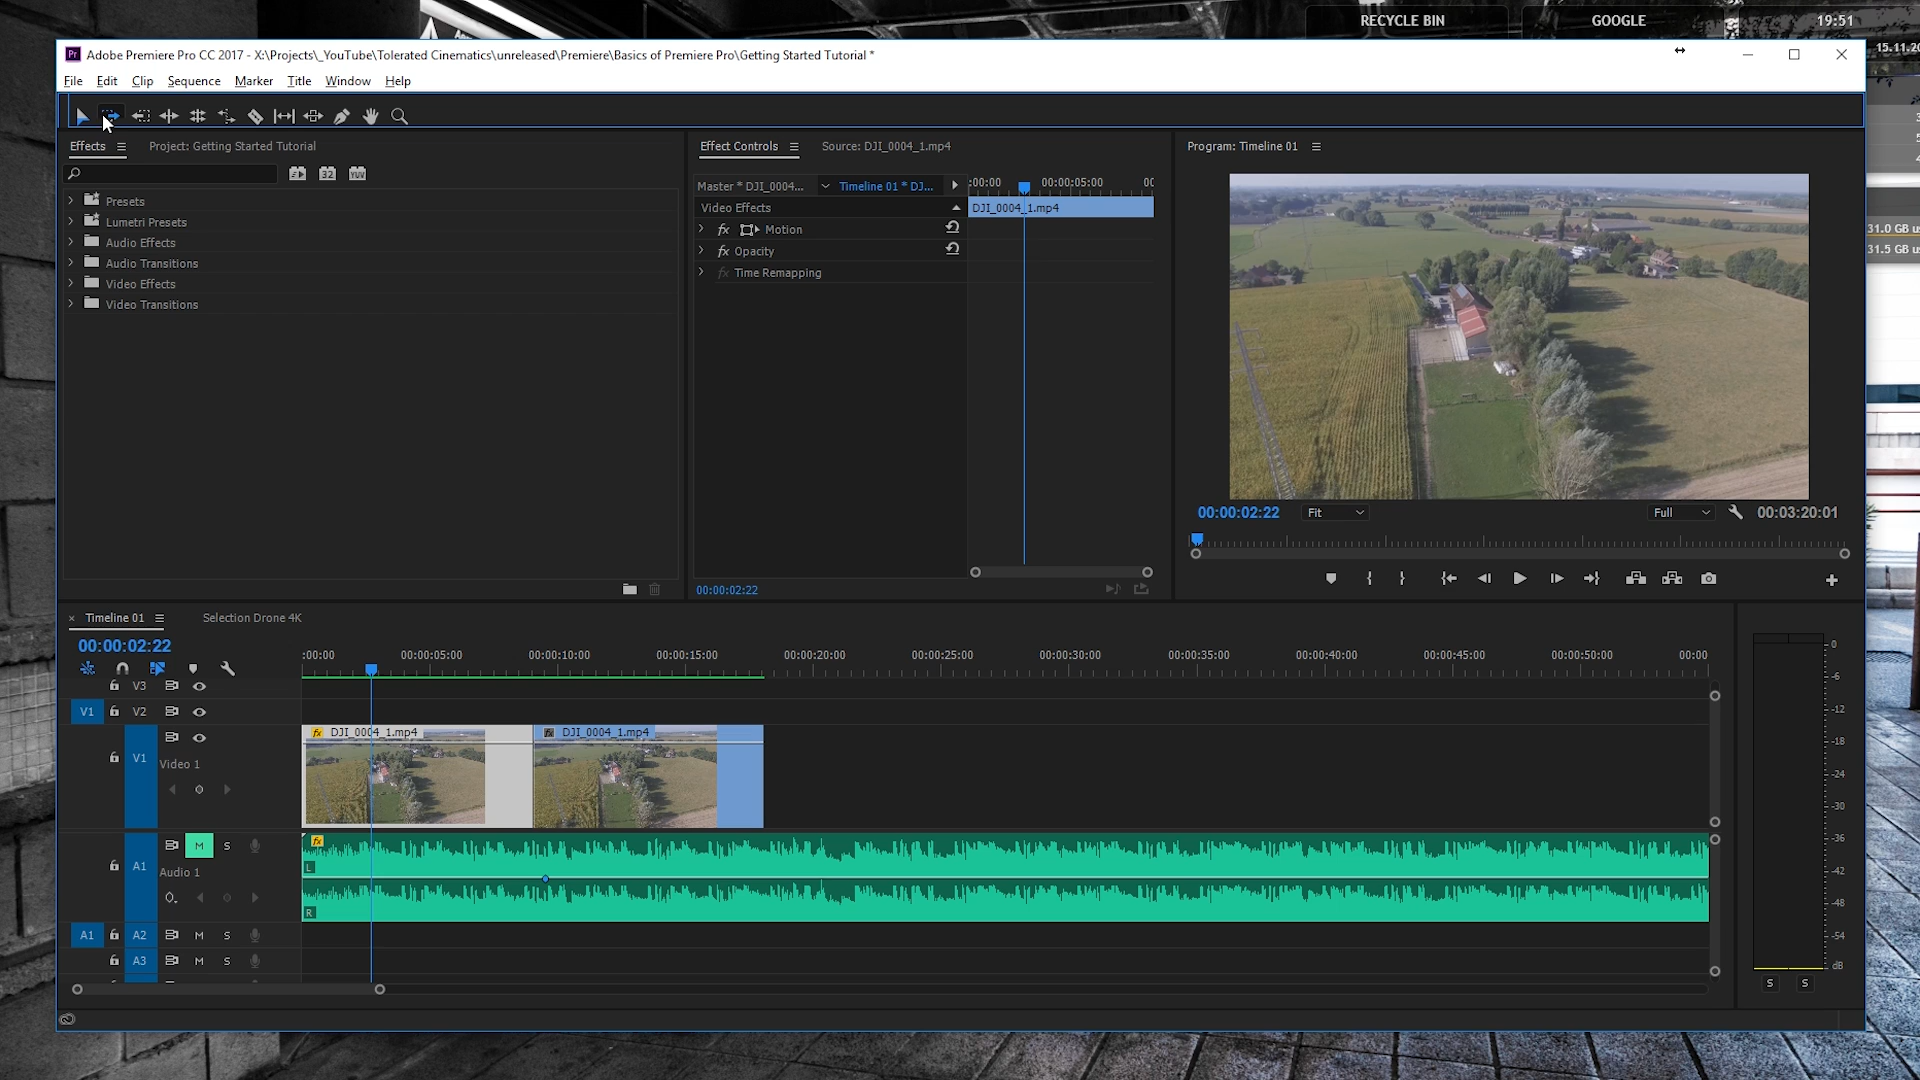 RECYCLE BIN
GOOGLE
19:51
Adobe Premiere Pro CC 2017 - X:\Projects\_YouTube\Tolerated Cinematics\unreleased\Premiere\Basics of Premiere Pro\Getting Started Tutorial *
15.11.20
File Edit Clip Sequence Marker Title Window Help
Effects
Project: Getting Started Tutorial
Effect Controls
Source: DJI_0004_1.mp4
Program: Timeline 01
32
YUV
Master * DJI_0004...
Timeline 01 * DJ...
:00:00
00:00:05:00
00
Presets
Video Effects
DJI_0004_1.mp4
Lumetri Presets
fx Motion
31.0 GB u
Audio Effects
fx Opacity
31.5 GB u
Audio Transitions
fx Time Remapping
Video Effects
Video Transitions
00:00:02:22
Fit
Full
00:03:20:01
00:00:02:22
Timeline 01
Selection Drone 4K
00:00:02:22
:00:00
00:00:05:00
00:00:10:00
00:00:15:00
00:00:20:00
00:00:25:00
00:00:30:00
00:00:35:00
00:00:40:00
00:00:45:00
00:00:50:00
00:00
V3
V1 V2
fx DJI_0004_1.mp4
fx DJI_0004_1.mp4
V1
Video 1
M S
fx
A1
L
Audio 1
R
A1 A2 M S
A3 M S
0
-6
-12
-18
-24
-30
-36
-42
-48
-54
dB
S S